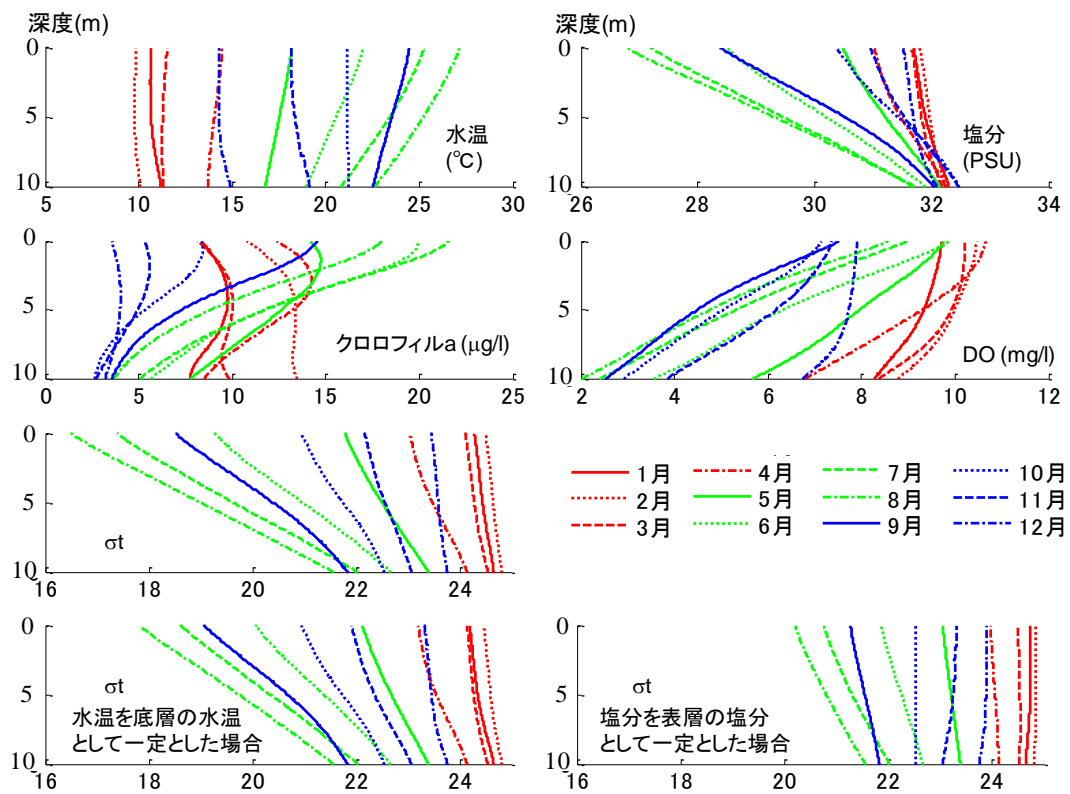 深度(m)
0
5
10
5
10
15
20
25
30
水温
(℃)
深度(m)
0
5
10
26
28
30
32
34
塩分
(PSU)
0
5
10
0
5
10
15
20
25
クロロフィルa (μg/l)
0
5
10
2
4
6
8
10
12
DO (mg/l)
0
5
10
16
18
20
22
24
σt
1月
2月
3月
4月
5月
6月
7月
8月
9月
10月
11月
12月
0
5
10
16
18
20
22
24
σt
水温を底層の水温
として一定とした場合
0
5
10
20
22
24
σt
塩分を表層の塩分
として一定とした場合